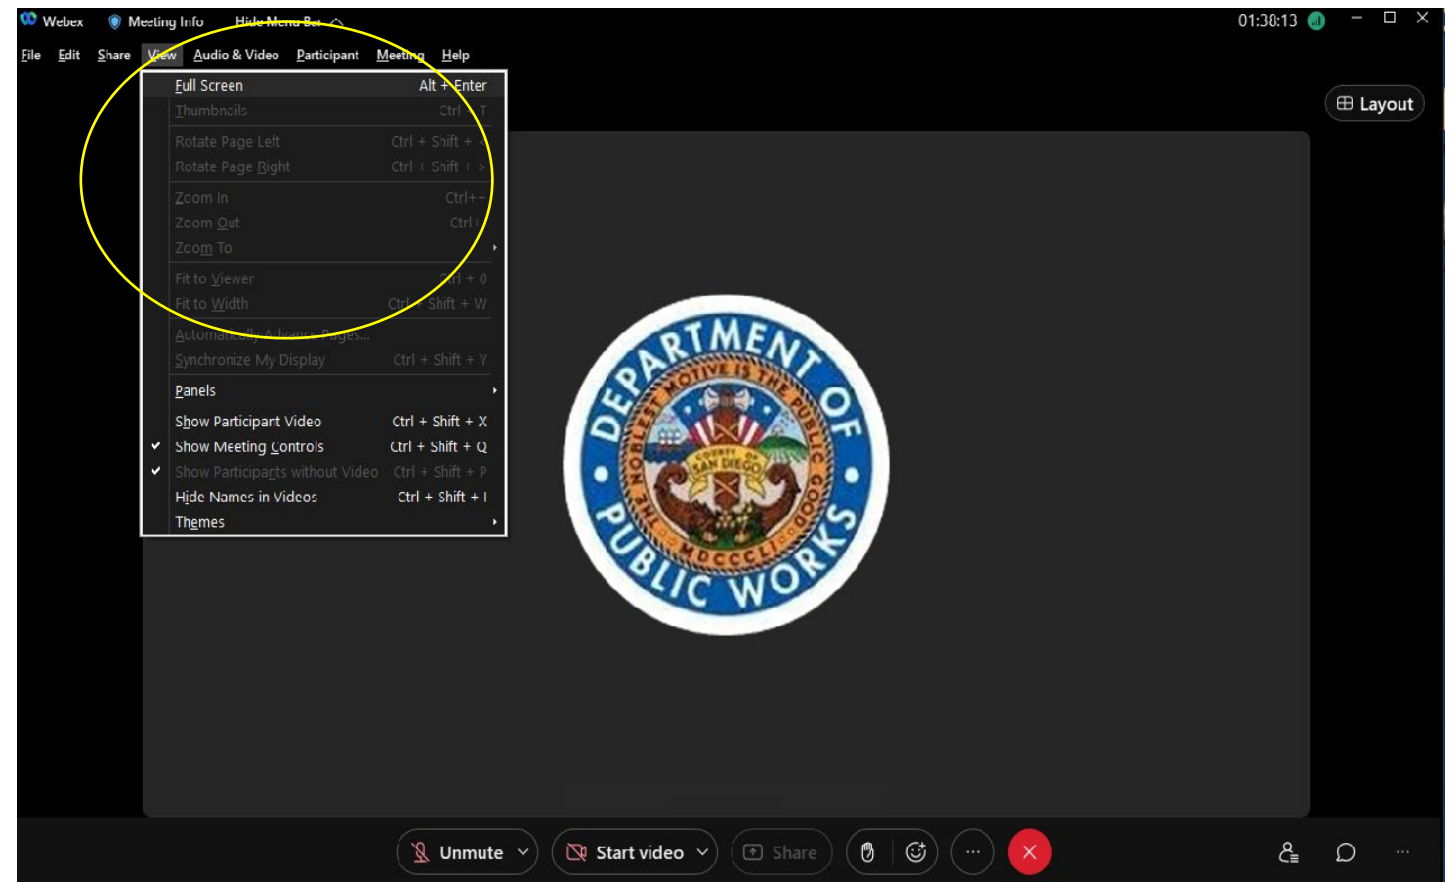 Webex Meeting Info Hide Menu Bar 01:38:13
File Edit Share View Audio & Video Participant Meeting Help
Full Screen Alt + Enter
Thumbnails Ctrl + T
Layout
Rotate Page Left Ctrl + Shift + <
Rotate Page Right Ctrl + Shift + >
Zoom In Ctrl++
Zoom Out Ctrl+-
Zoom To
Fit to Viewer Ctrl + 0
Fit to Width Ctrl + Shift + W
Automatically Advance Pages...
Synchronize My Display Ctrl + Shift + Y
Panels
Show Participant Video Ctrl + Shift + X
Show Meeting Controls Ctrl + Shift + Q
Show Participants without Video Ctrl + Shift + P
Hide Names in Videos Ctrl + Shift + I
Themes
DEPARTMENT OF
PUBLIC WORKS
THE NOBLEST MOTIVE IS THE PUBLIC GOOD
COUNTY OF
SAN DIEGO
MDCCCLI
Unmute Start video Share